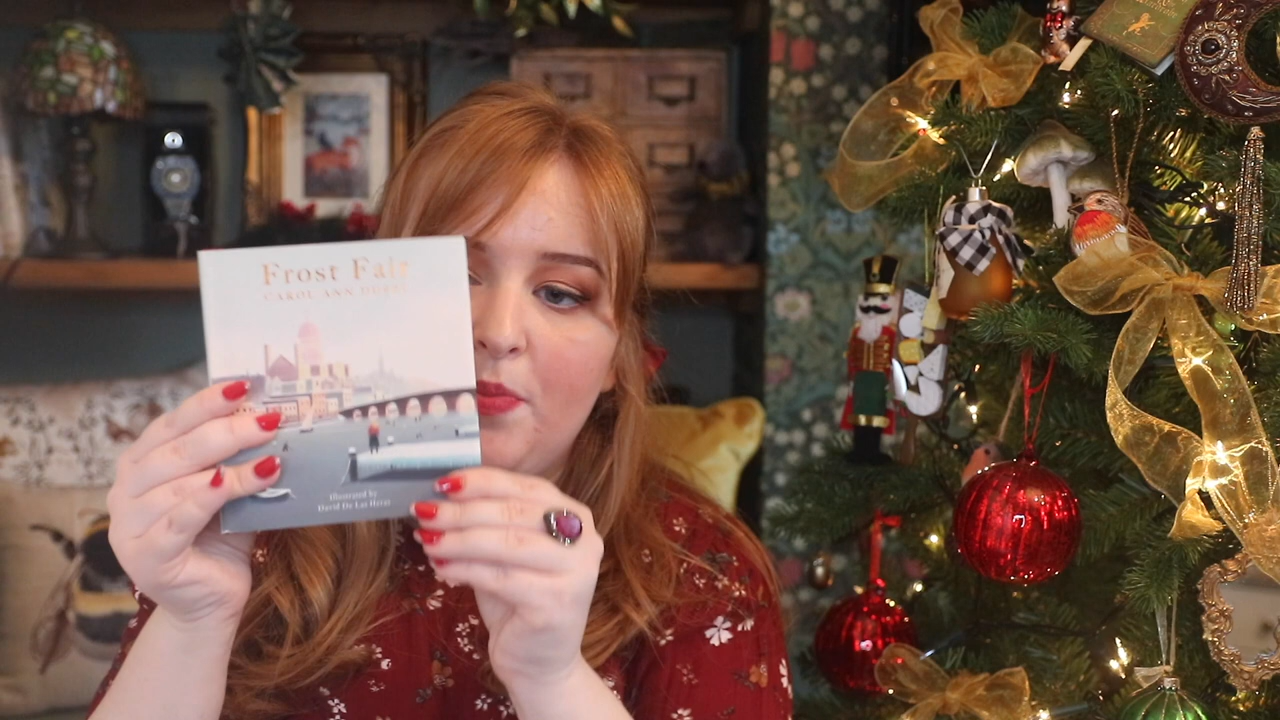 Frost Fair
CAROL ANN DUFFY
Illustrated by
David De Las Heras